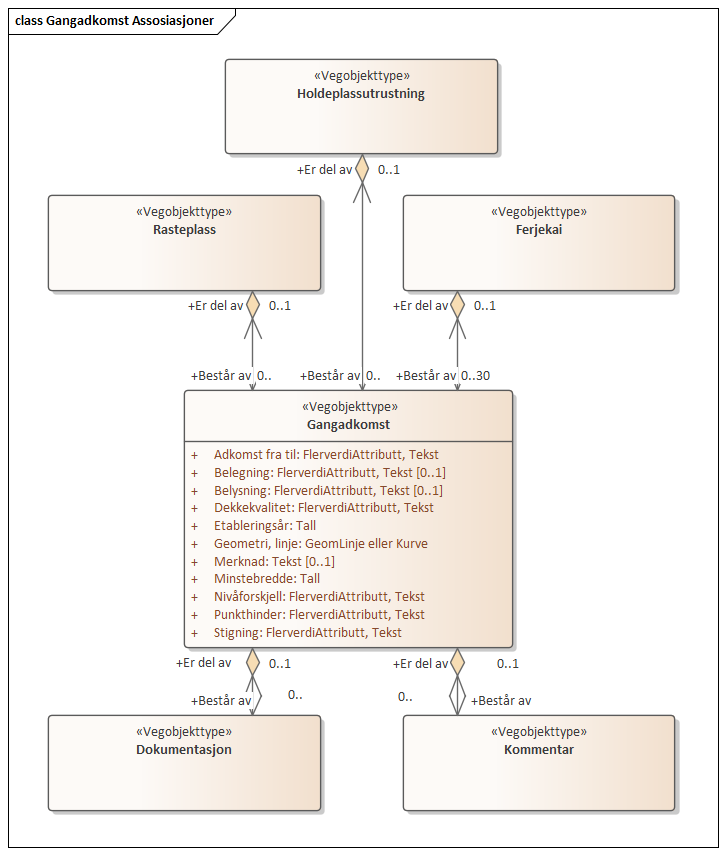 class Gangadkomst Assosiasjoner
«Vegobjekttype»
Holdeplassutrustning
+Er del av 0..1
«Vegobjekttype»
Rasteplass
«Vegobjekttype»
Ferjekai
+Er del av 0..1
+Er del av 0..1
+Består av 0..
+Består av 0..
+Består av 0..30
«Vegobjekttype»
Gangadkomst
+ Adkomst fra til: FlerverdiAttributt, Tekst
+ Belegning: FlerverdiAttributt, Tekst [0..1]
+ Belysning: FlerverdiAttributt, Tekst [0..1]
+ Dekkekvalitet: FlerverdiAttributt, Tekst
+ Etableringsår: Tall
+ Geometri, linje: GeomLinje eller Kurve
+ Merknad: Tekst [0..1]
+ Minstebredde: Tall
+ Nivåforskjell: FlerverdiAttributt, Tekst
+ Punkthinder: FlerverdiAttributt, Tekst
+ Stigning: FlerverdiAttributt, Tekst
+Er del av 0..1
+Er del av 0..1
+Består av 0..
0.. +Består av
«Vegobjekttype»
Dokumentasjon
«Vegobjekttype»
Kommentar